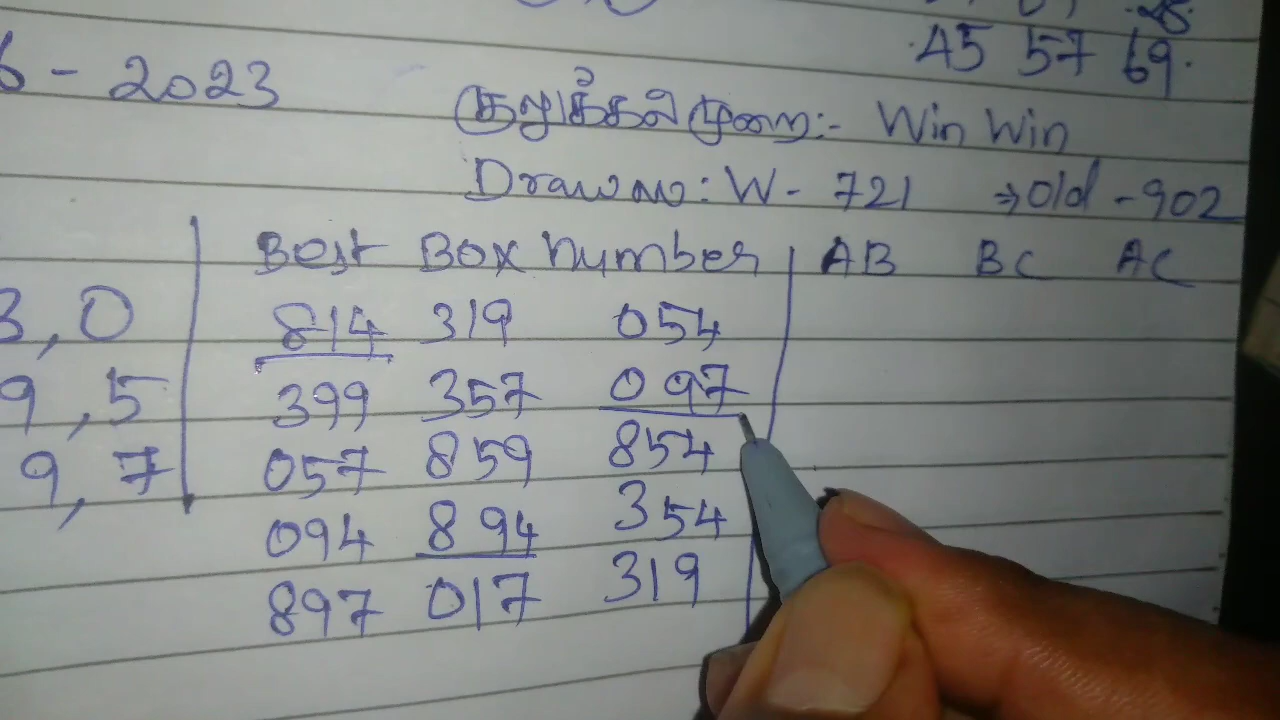 45 57 69.
6 - 2023
குலுக்கல் முறை:- Win Win
Draw no: W - 721 ⇒ old - 902
Best Box number AB BC AC
3, 0 814 319 054
9, 5 399 357 097
9, 7 057 859 854
094 894 354
897 017 319